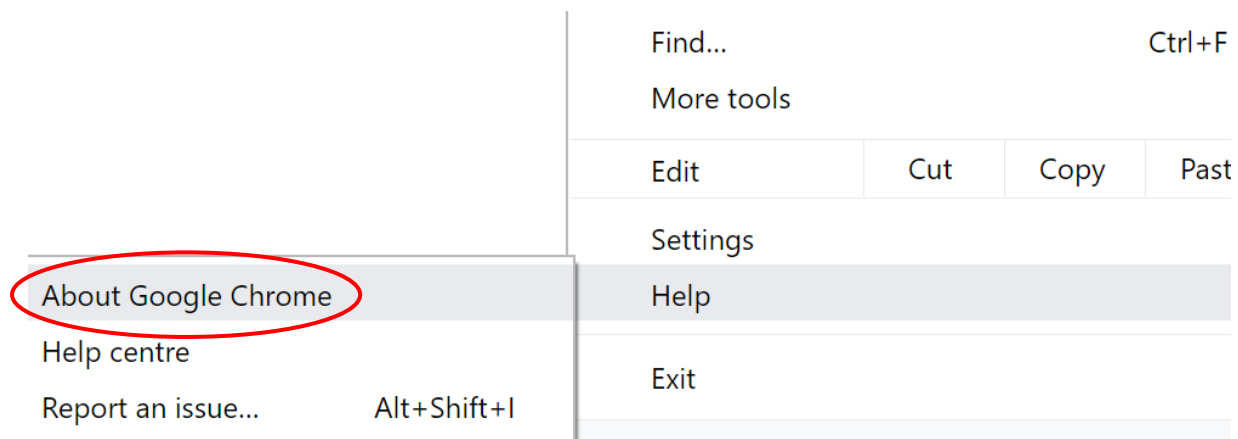 Find... Ctrl+F
More tools
Edit Cut Copy Past
Settings
Help
Exit
About Google Chrome
Help centre
Report an issue... Alt+Shift+I